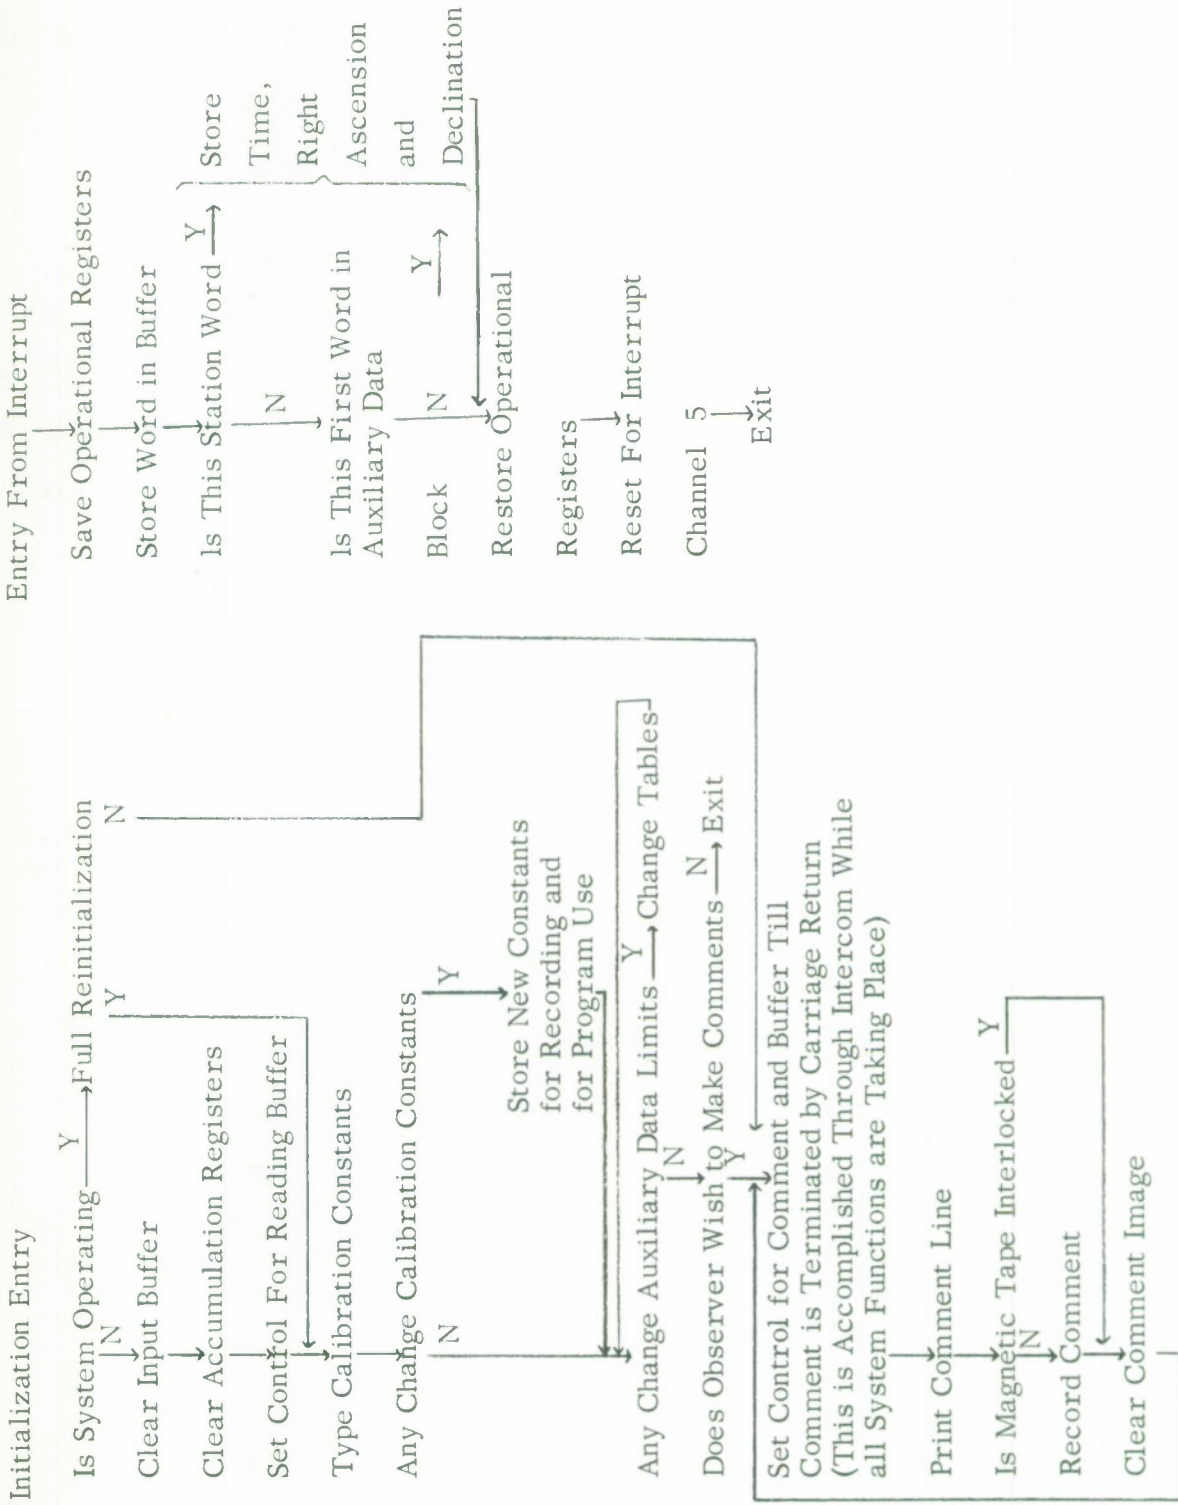 Initialization Entry
Is System Operating Y Full Reinitialization
N Y N
Clear Input Buffer
Clear Accumulation Registers
Set Control For Reading Buffer
Type Calibration Constants
Any Change Calibration Constants
N Y
Store New Constants
for Recording and
for Program Use
Any Change Auxiliary Data Limits Y Change Tables
N
Does Observer Wish to Make Comments N Exit
Y
Set Control for Comment and Buffer Till
Comment is Terminated by Carriage Return
(This is Accomplished Through Intercom While
all System Functions are Taking Place)
Print Comment Line
Is Magnetic Tape Interlocked Y
N
Record Comment
Clear Comment Image
Entry From Interrupt
Save Operational Registers
Store Word in Buffer
Is This Station Word Y Store
Time,
N Right
Is This First Word in Ascension
Auxiliary Data and
Block N Y Declination
Restore Operational
Registers
Reset For Interrupt
Channel 5
Exit